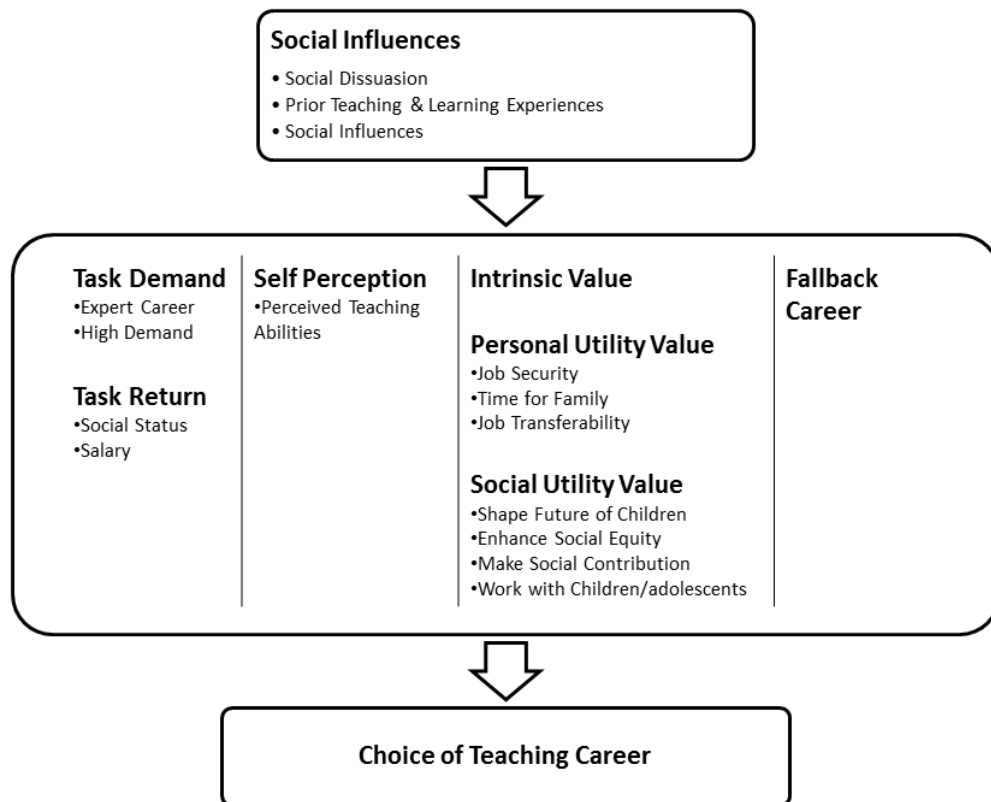 Social Influences
• Social Dissuasion
• Prior Teaching & Learning Experiences
• Social Influences
Task Demand
•Expert Career
•High Demand
Task Return
•Social Status
•Salary
Self Perception
•Perceived Teaching
Abilities
Intrinsic Value
Personal Utility Value
•Job Security
•Time for Family
•Job Transferability
Social Utility Value
•Shape Future of Children
•Enhance Social Equity
•Make Social Contribution
•Work with Children/adolescents
Fallback
Career
Choice of Teaching Career